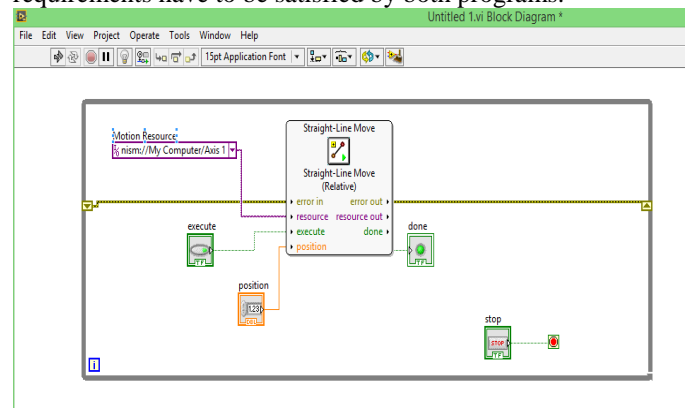 requirements have to be satisfied by both programs.
Untitled 1.vi Block Diagram *
File Edit View Project Operate Tools Window Help
15pt Application Font
Straight-Line Move
Motion Resource
nism://My Computer/Axis 1
Straight-Line Move
(Relative)
error in error out
resource resource out
execute done
position
execute
TF
done
TF
position
1.23
DBL
stop
STOP
TF
i